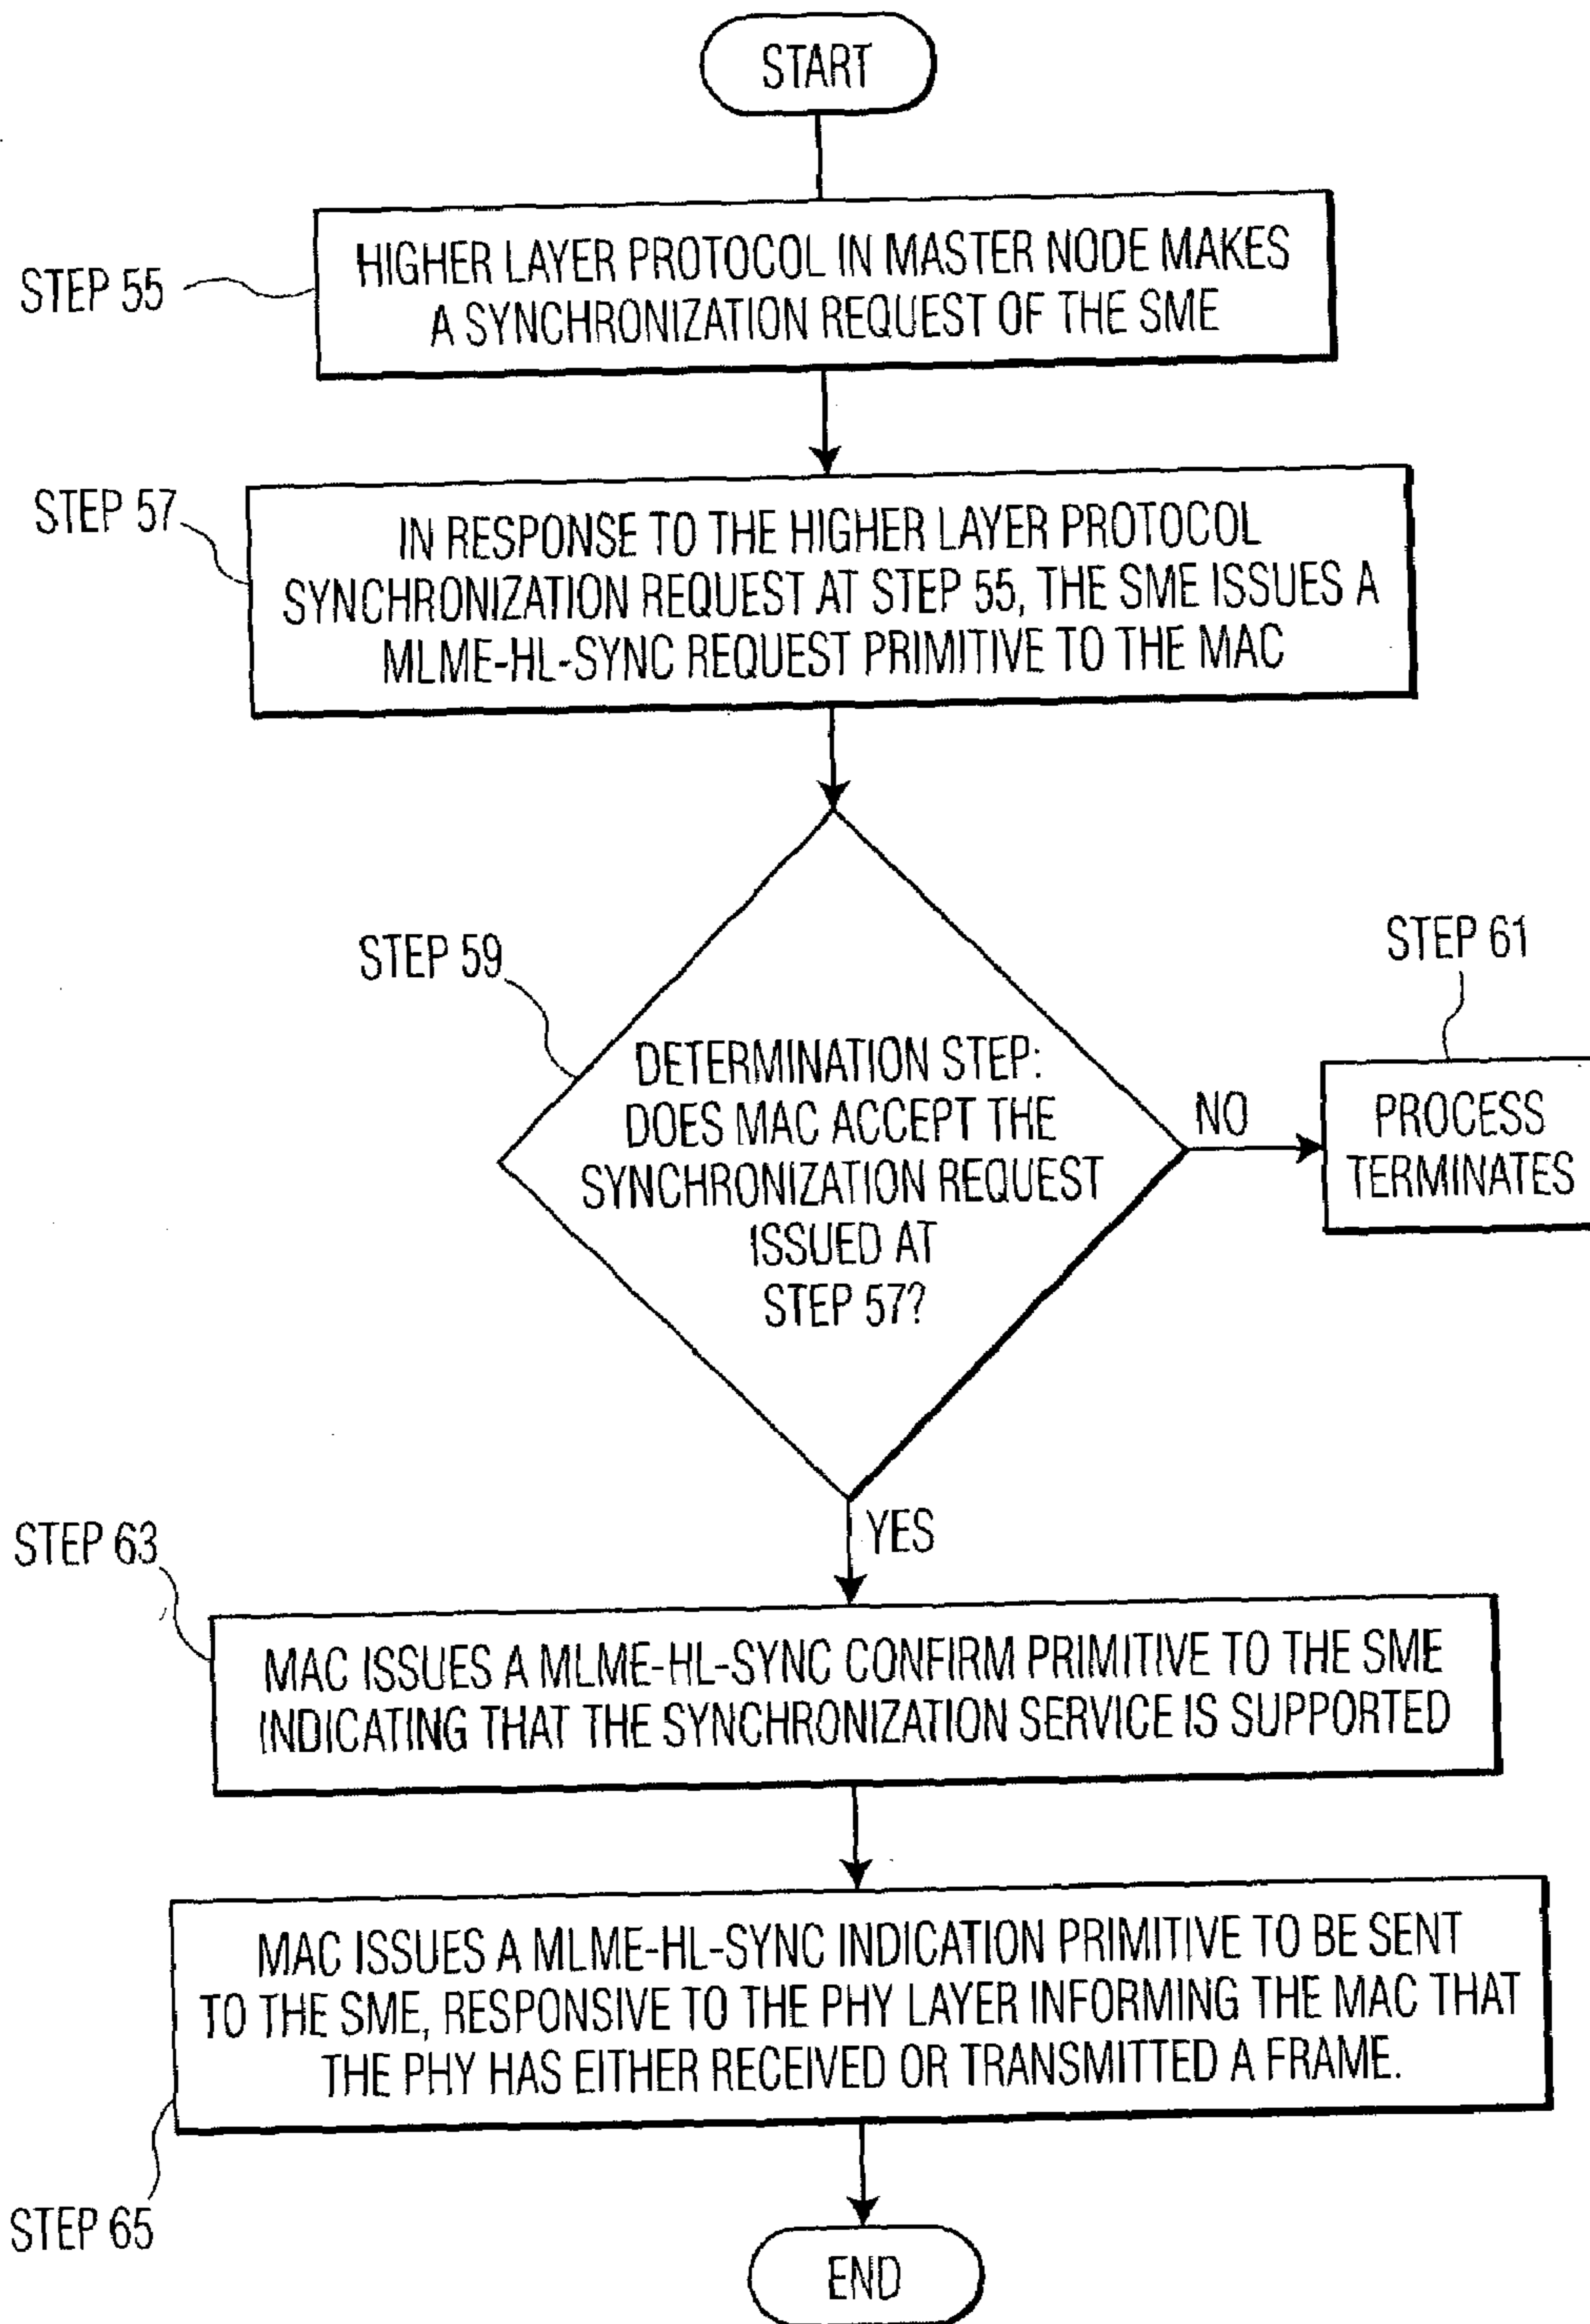 START
STEP 55
HIGHER LAYER PROTOCOL IN MASTER NODE MAKES
A SYNCHRONIZATION REQUEST OF THE SME
STEP 57
IN RESPONSE TO THE HIGHER LAYER PROTOCOL
SYNCHRONIZATION REQUEST AT STEP 55, THE SME ISSUES A
MLME-HL-SYNC REQUEST PRIMITIVE TO THE MAC
STEP 59
DETERMINATION STEP:
DOES MAC ACCEPT THE
SYNCHRONIZATION REQUEST
ISSUED AT
STEP 57?
NO
STEP 61
PROCESS
TERMINATES
YES
STEP 63
MAC ISSUES A MLME-HL-SYNC CONFIRM PRIMITIVE TO THE SME
INDICATING THAT THE SYNCHRONIZATION SERVICE IS SUPPORTED
MAC ISSUES A MLME-HL-SYNC INDICATION PRIMITIVE TO BE SENT
TO THE SME, RESPONSIVE TO THE PHY LAYER INFORMING THE MAC THAT
THE PHY HAS EITHER RECEIVED OR TRANSMITTED A FRAME.
STEP 65
END